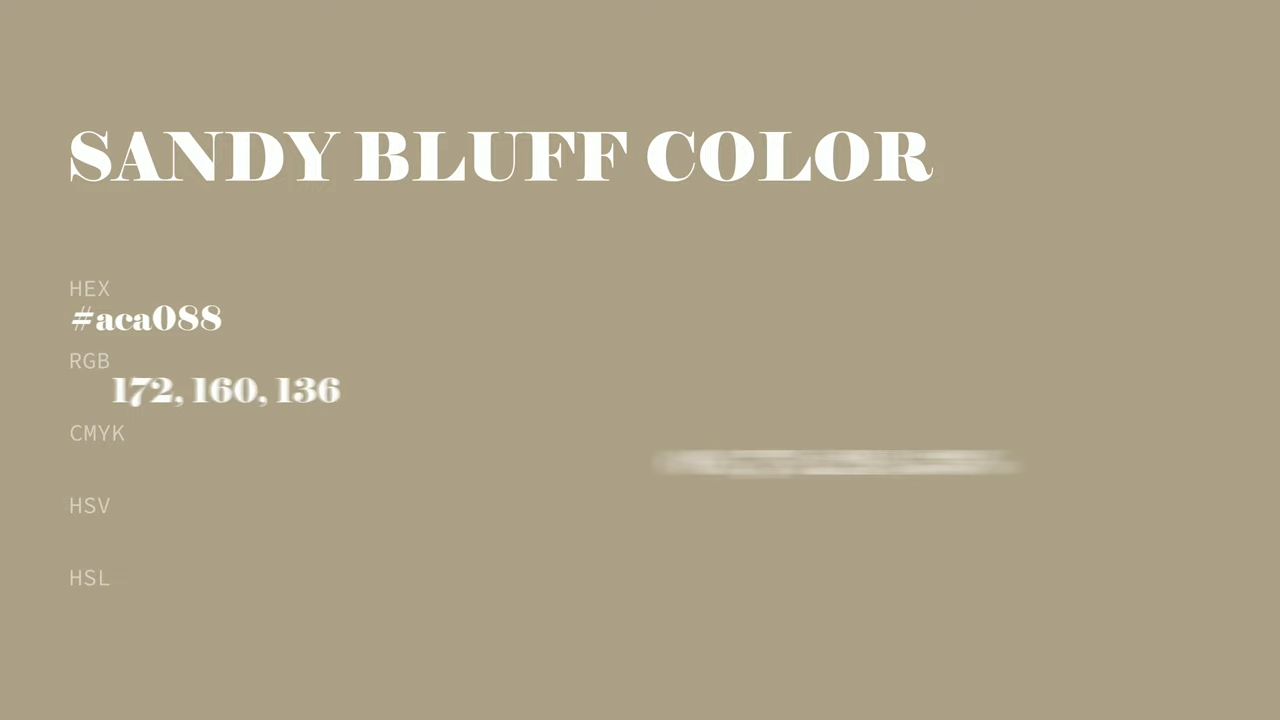 SANDY BLUFF COLOR
HEX
#aca088
RGB
172, 160, 136
CMYK
HSV
HSL